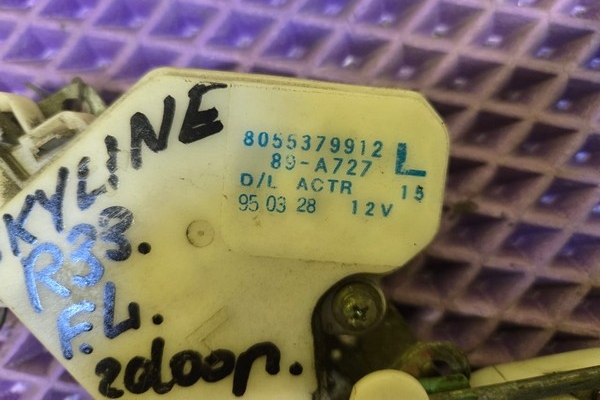 SKYLINE
R33.
F.L.
2door.
8055379912 L
89-A727
D/L ACTR 15
95 03 28 12V